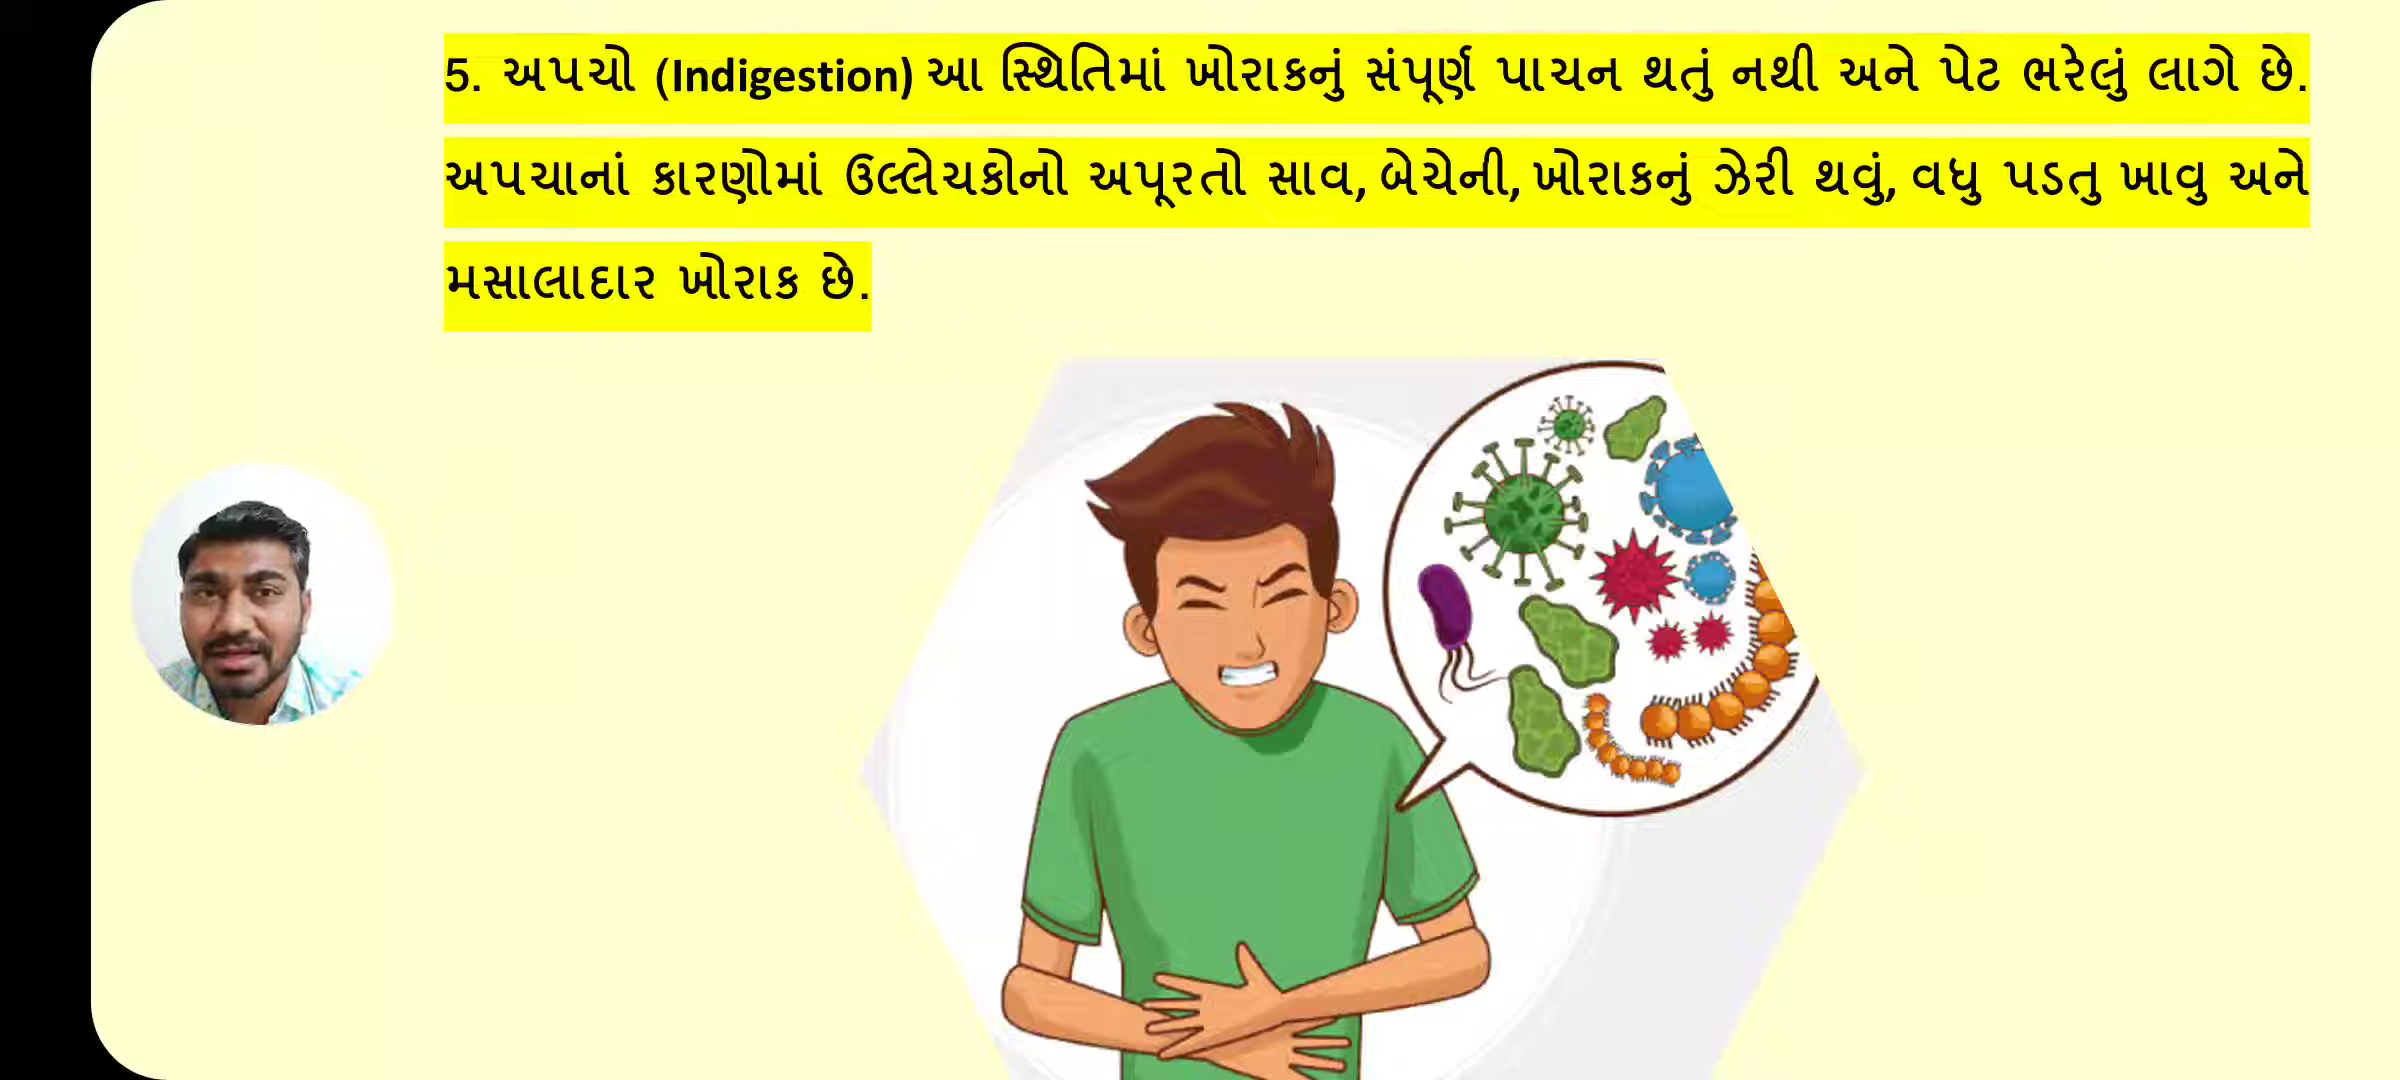 5. અપચો (Indigestion) આ સ્થિતિમાં ખોરાકનું સંપૂર્ણ પાચન થતું નથી અને પેટ ભરેલું લાગે છે.
અપચાનાં કારણોમાં ઉલ્લેચકોનો અપૂરતો સાવ, બેચેની, ખોરાકનું ઝેરી થવું, વધુ પડતુ ખાવુ અને
મસાલાદાર ખોરાક છે.